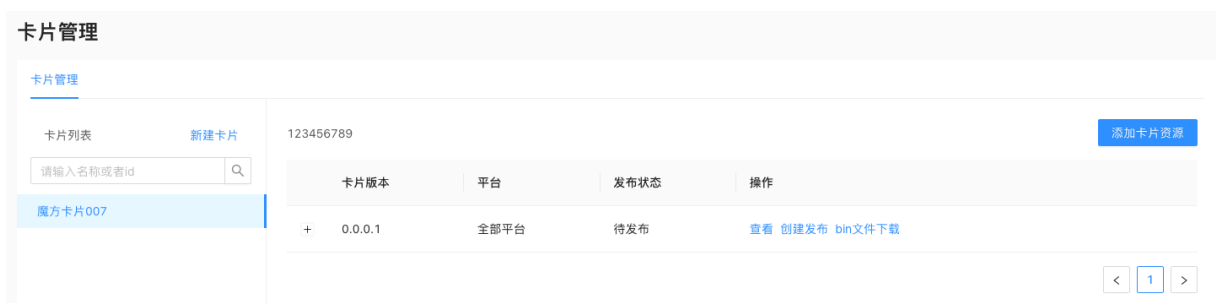 卡片管理
卡片管理
卡片列表 新建卡片
请输入名称或者id
魔方卡片007
123456789 添加卡片资源
卡片版本 平台 发布状态 操作
0.0.0.1 全部平台 待发布 查看 创建发布 bin文件下载
< 1 >